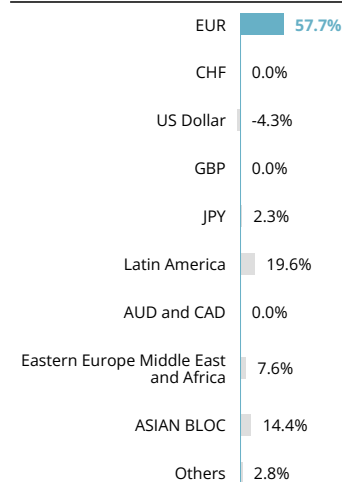 EUR 57.7%
CHF 0.0%
US Dollar -4.3%
GBP 0.0%
JPY 2.3%
Latin America 19.6%
AUD and CAD 0.0%
Eastern Europe Middle East
and Africa 7.6%
ASIAN BLOC 14.4%
Others 2.8%